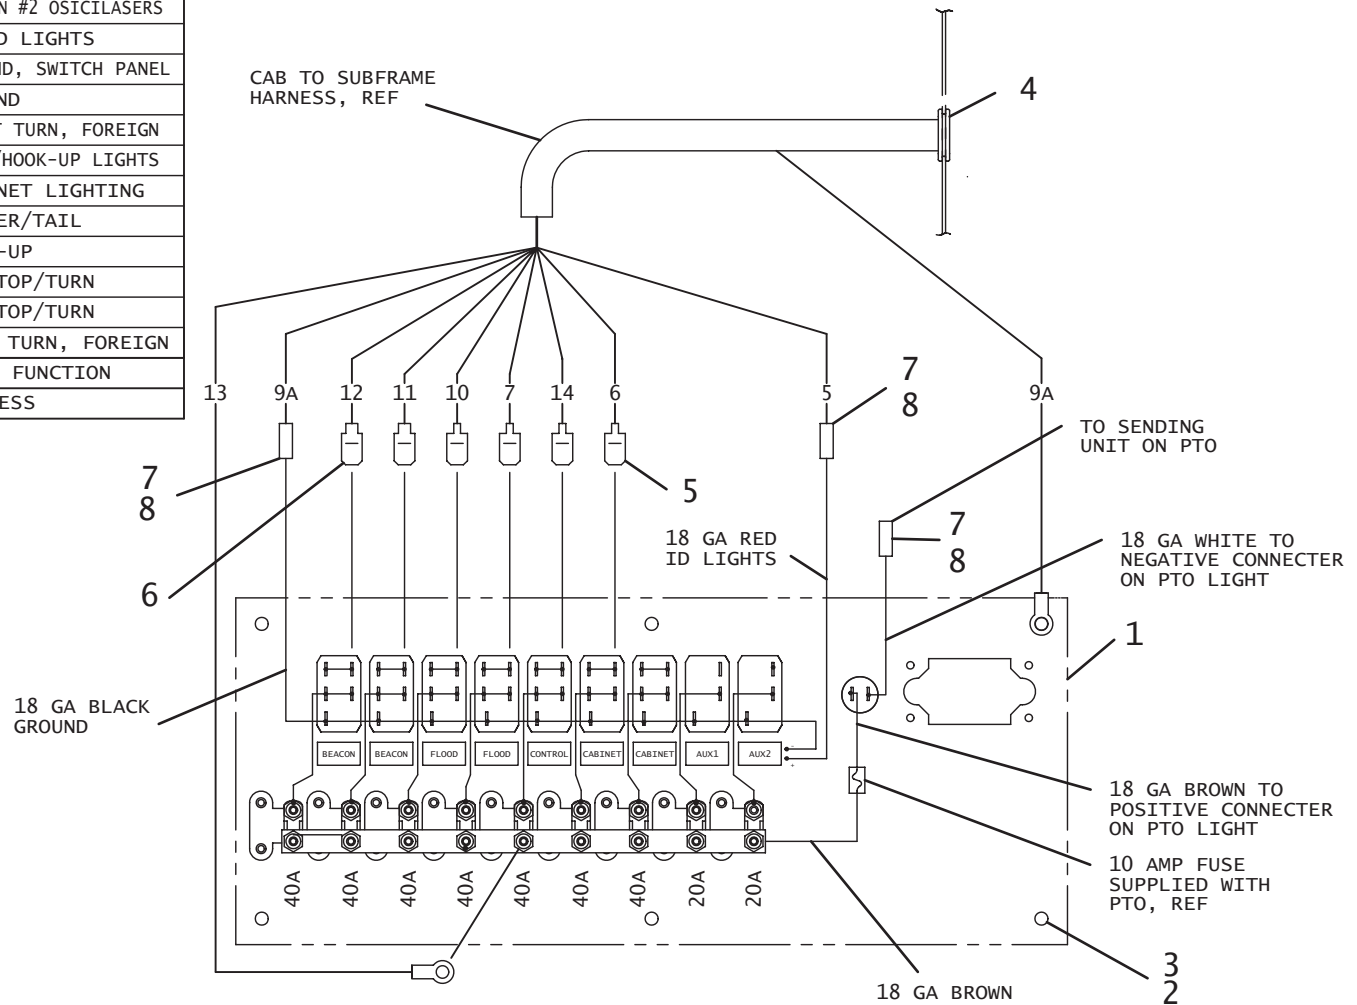 N #2 OSICILASERS
D LIGHTS
ND, SWITCH PANEL
ND
T TURN, FOREIGN
/HOOK-UP LIGHTS
NET LIGHTING
ER/TAIL
-UP
TOP/TURN
TOP/TURN
TURN, FOREIGN
FUNCTION
ESS
CAB TO SUBFRAME
HARNESS, REF
4
13
9A
12
11
10
7
14
6
5
9A
7
8
7
8
6
5
TO SENDING
UNIT ON PTO
18 GA RED
ID LIGHTS
7
8
18 GA WHITE TO
NEGATIVE CONNECTER
ON PTO LIGHT
1
18 GA BLACK
GROUND
BEACON
BEACON
FLOOD
FLOOD
CONTROL
CABINET
CABINET
AUX1
AUX2
-
+
18 GA BROWN TO
POSITIVE CONNECTER
ON PTO LIGHT
10 AMP FUSE
SUPPLIED WITH
PTO, REF
40A
40A
40A
40A
40A
40A
40A
20A
20A
3
2
18 GA BROWN